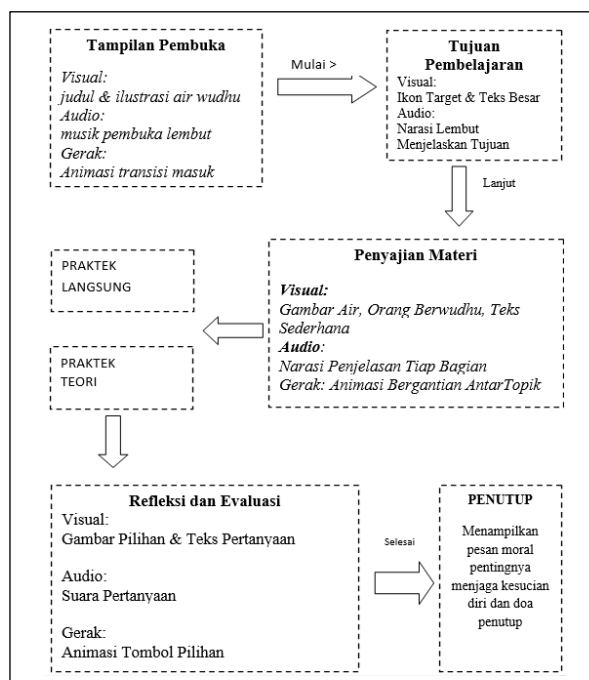 Tampilan Pembuka
Visual:
judul & ilustrasi air wudhu
Audio:
musik pembuka lembut
Gerak:
Animasi transisi masuk
Mulai >
Tujuan
Pembelajaran
Visual:
Ikon Target & Teks Besar
Audio:
Narasi Lembut
Menjelaskan Tujuan
Lanjut
Penyajian Materi
Visual:
Gambar Air, Orang Berwudhu, Teks
Sederhana
Audio:
Narasi Penjelasan Tiap Bagian
Gerak: Animasi Bergantian AntarTopik
PRAKTEK
LANGSUNG
PRAKTEK
TEORI
Refleksi dan Evaluasi
Visual:
Gambar Pilihan & Teks Pertanyaan
Audio:
Suara Pertanyaan
Gerak:
Animasi Tombol Pilihan
Selesai
PENUTUP
Menampilkan
pesan moral
pentingnya
menjaga kesucian
diri dan doa
penutup